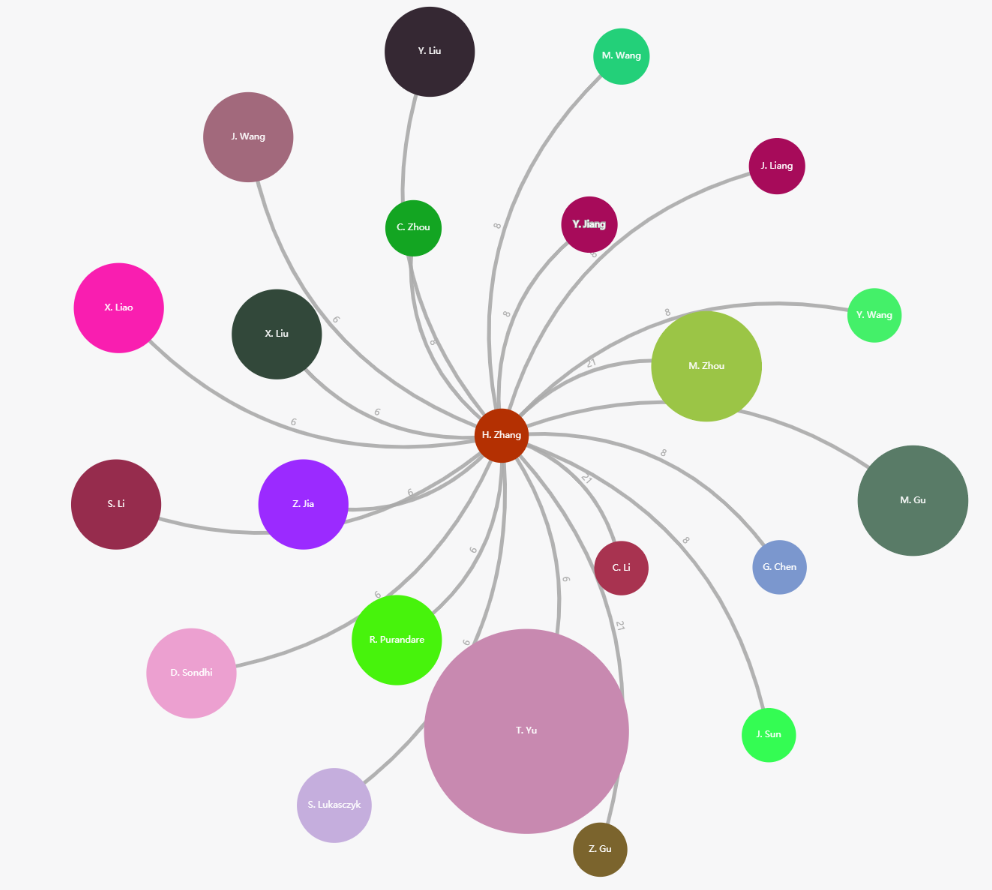 Y. Liu
M. Wang
J. Wang
J. Liang
C. Zhou
Y. Jiang
8
6
X. Liao
8
8
Y. Wang
6
X. Liu
8
21
M. Zhou
6
6
H. Zhang
8
21
6
S. Li
Z. Jia
M. Gu
8
6
C. Li
G. Chen
6
6
21
R. Purandare
6
D. Sondhi
T. Yu
J. Sun
S. Lukasczyk
Z. Gu